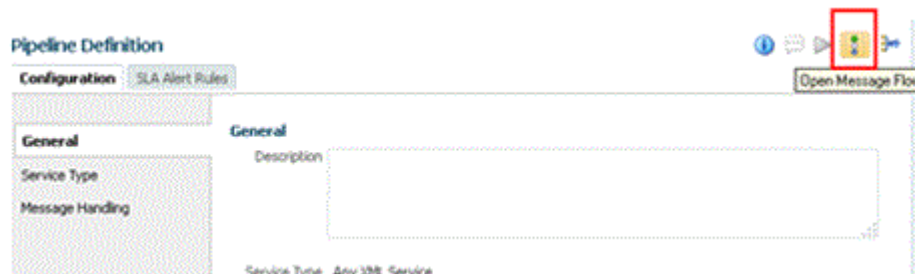 Pipeline Definition
Configuration SLA Alert Rules
Open Message Flo
General
General
Description
Service Type
Message Handling
Service Type Any XML Service